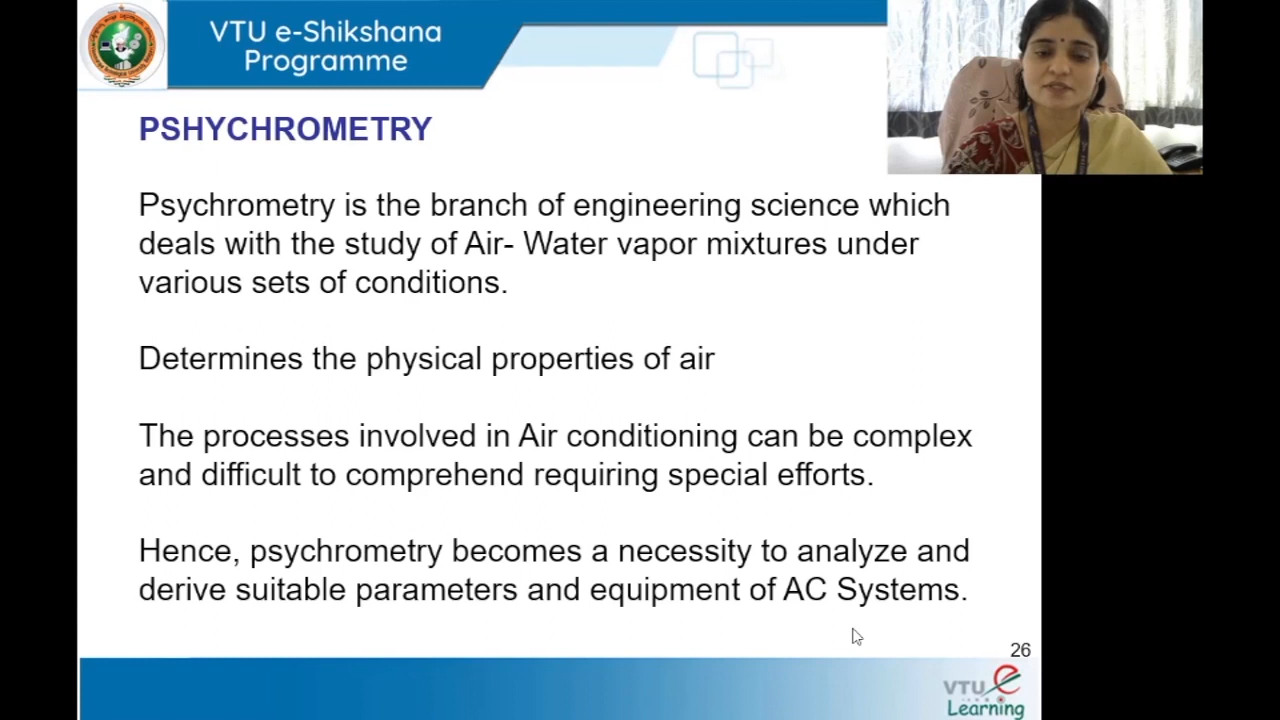 VTU e-Shikshana
Programme
PSHYCHROMETRY
Psychrometry is the branch of engineering science which
deals with the study of Air- Water vapor mixtures under
various sets of conditions.
Determines the physical properties of air
The processes involved in Air conditioning can be complex
and difficult to comprehend requiring special efforts.
Hence, psychrometry becomes a necessity to analyze and
derive suitable parameters and equipment of AC Systems.
26
VTU e
Learning